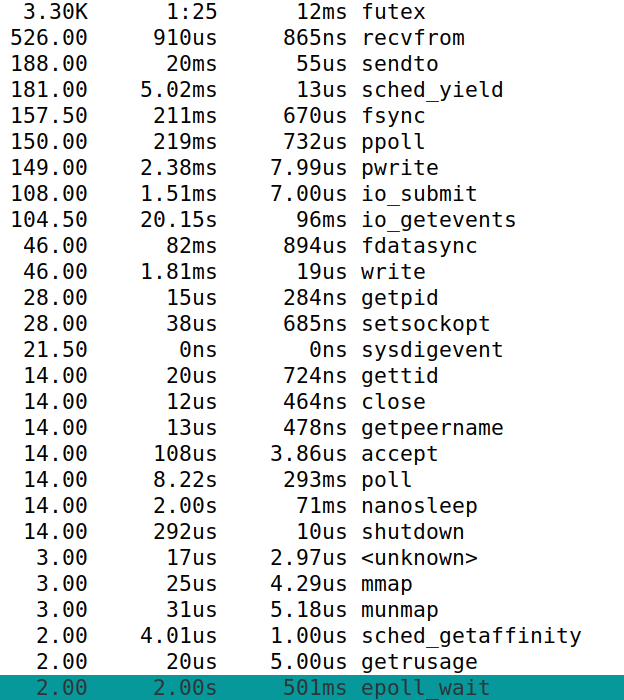 3.30K 1:25 12ms futex
526.00 910us 865ns recvfrom
188.00 20ms 55us sendto
181.00 5.02ms 13us sched_yield
157.50 211ms 670us fsync
150.00 219ms 732us ppoll
149.00 2.38ms 7.99us pwrite
108.00 1.51ms 7.00us io_submit
104.50 20.15s 96ms io_getevents
46.00 82ms 894us fdatasync
46.00 1.81ms 19us write
28.00 15us 284ns getpid
28.00 38us 685ns setsockopt
21.50 0ns 0ns sysdigevent
14.00 20us 724ns gettid
14.00 12us 464ns close
14.00 13us 478ns getpeername
14.00 108us 3.86us accept
14.00 8.22s 293ms poll
14.00 2.00s 71ms nanosleep
14.00 292us 10us shutdown
3.00 17us 2.97us <unknown>
3.00 25us 4.29us mmap
3.00 31us 5.18us munmap
2.00 4.01us 1.00us sched_getaffinity
2.00 20us 5.00us getrusage
2.00 2.00s 501ms epoll_wait